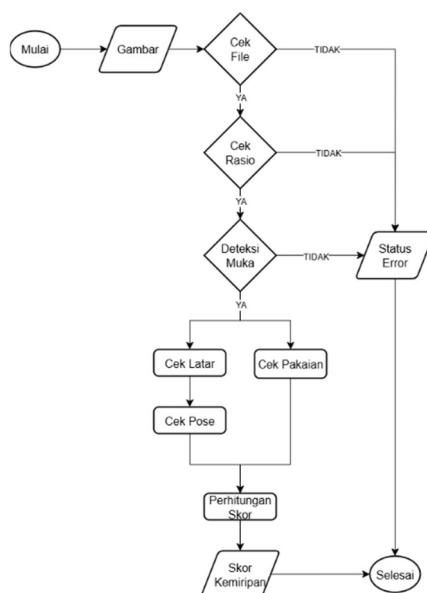 Mulai
Gambar
Cek
File
TIDAK
YA
Cek
Rasio
TIDAK
YA
Deteksi
Muka
TIDAK
Status
Error
YA
Cek Latar
Cek Pakaian
Cek Pose
Perhitungan
Skor
Skor
Kemiripan
Selesai